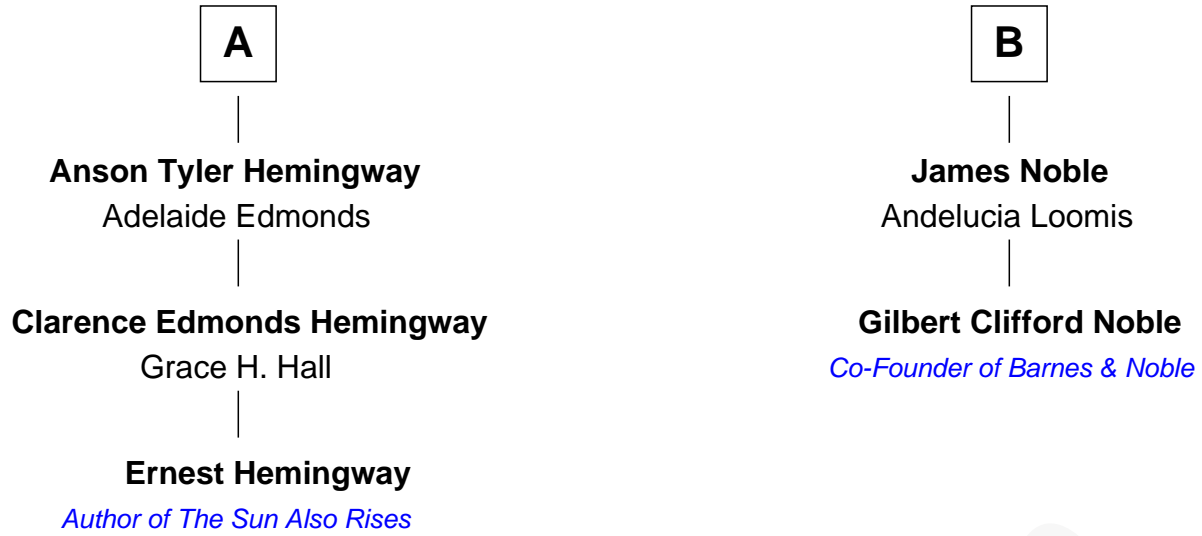 A
Anson Tyler Hemingway
Adelaide Edmonds
Clarence Edmonds Hemingway
Grace H. Hall
Ernest Hemingway
Author of The Sun Also Rises
B
James Noble
Andelucia Loomis
Gilbert Clifford Noble
Co-Founder of Barnes & Noble